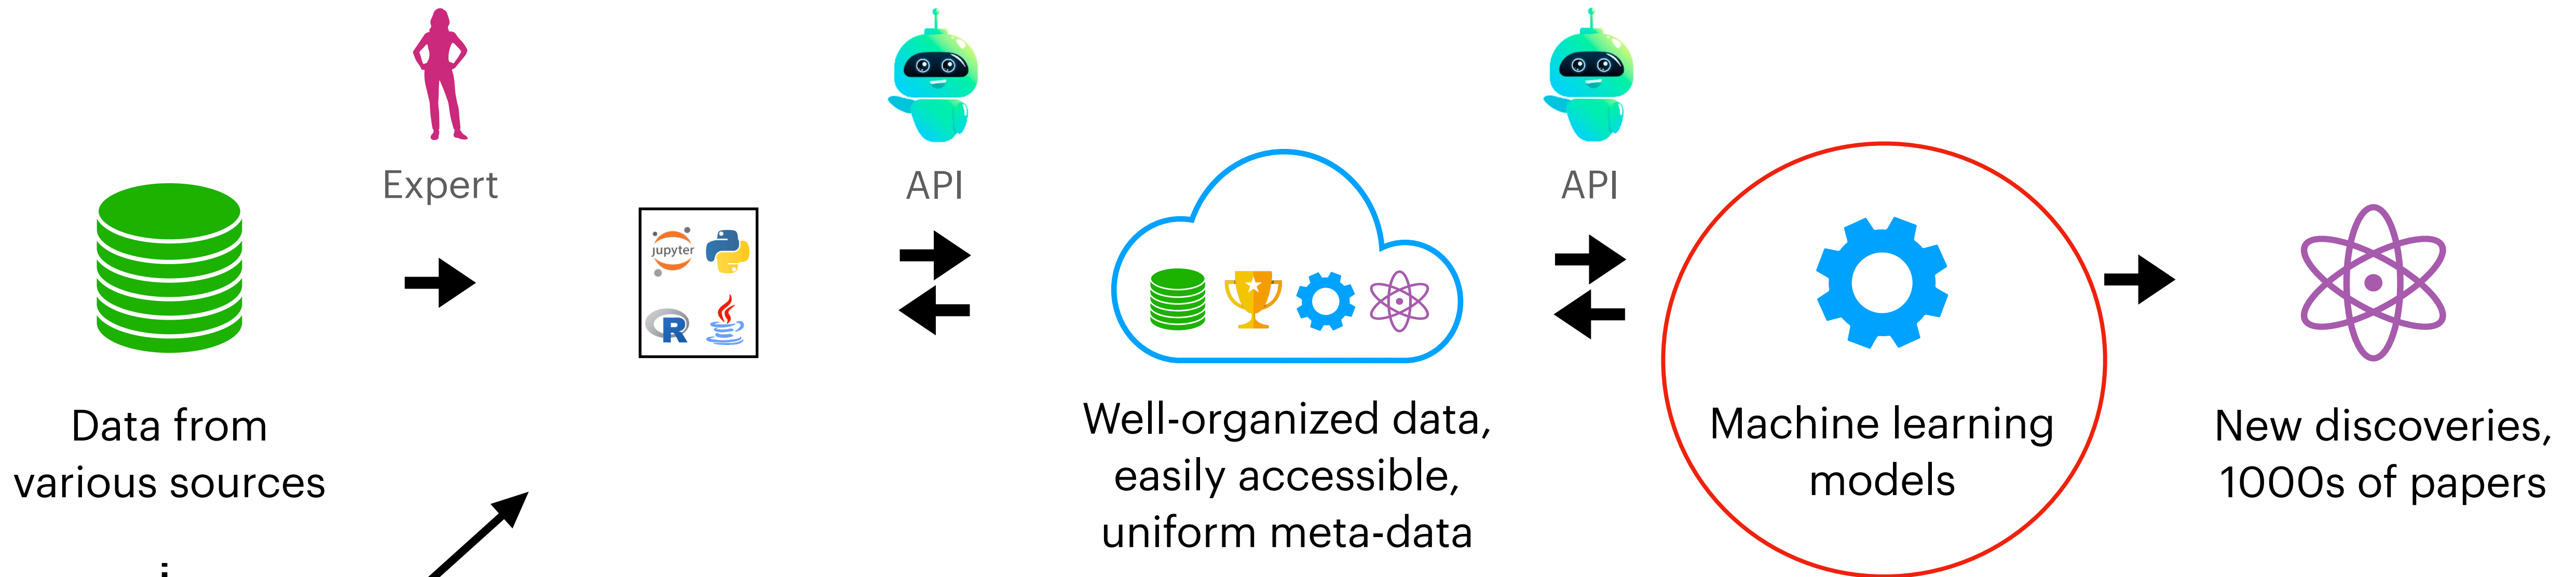 Expert
API
API
jupyter
R
Data from
various sources
Well-organized data,
easily accessible,
uniform meta-data
Machine learning
models
New discoveries,
1000s of papers